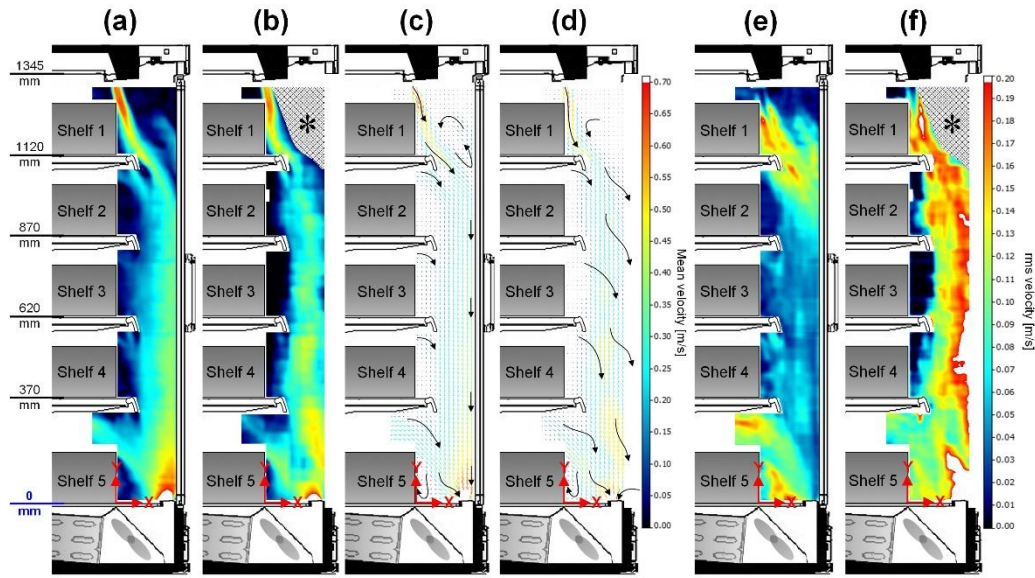 (a) (b) (c) (d) (e) (f)
1345
mm
Shelf 1 Shelf 1 * Shelf 1 Shelf 1 Shelf 1 Shelf 1 *
1120
mm
Shelf 2 Shelf 2 Shelf 2 Shelf 2 Shelf 2 Shelf 2
870
mm
Shelf 3 Shelf 3 Shelf 3 Shelf 3 Shelf 3 Shelf 3
620
mm
Shelf 4 Shelf 4 Shelf 4 Shelf 4 Shelf 4 Shelf 4
370
mm
Shelf 5 Shelf 5 Shelf 5 Shelf 5 Shelf 5 Shelf 5
Y Y Y Y Y Y
X X X X X X
0
mm
0.70
0.65
0.60
0.55
0.50
0.45
0.40
0.35
0.30
0.25
0.20
0.15
0.10
0.05
0.00
Mean velocity [m/s]
0.20
0.19
0.18
0.17
0.16
0.15
0.14
0.13
0.12
0.11
0.10
0.09
0.08
0.07
0.06
0.05
0.04
0.03
0.02
0.01
0.00
rms velocity [m/s]